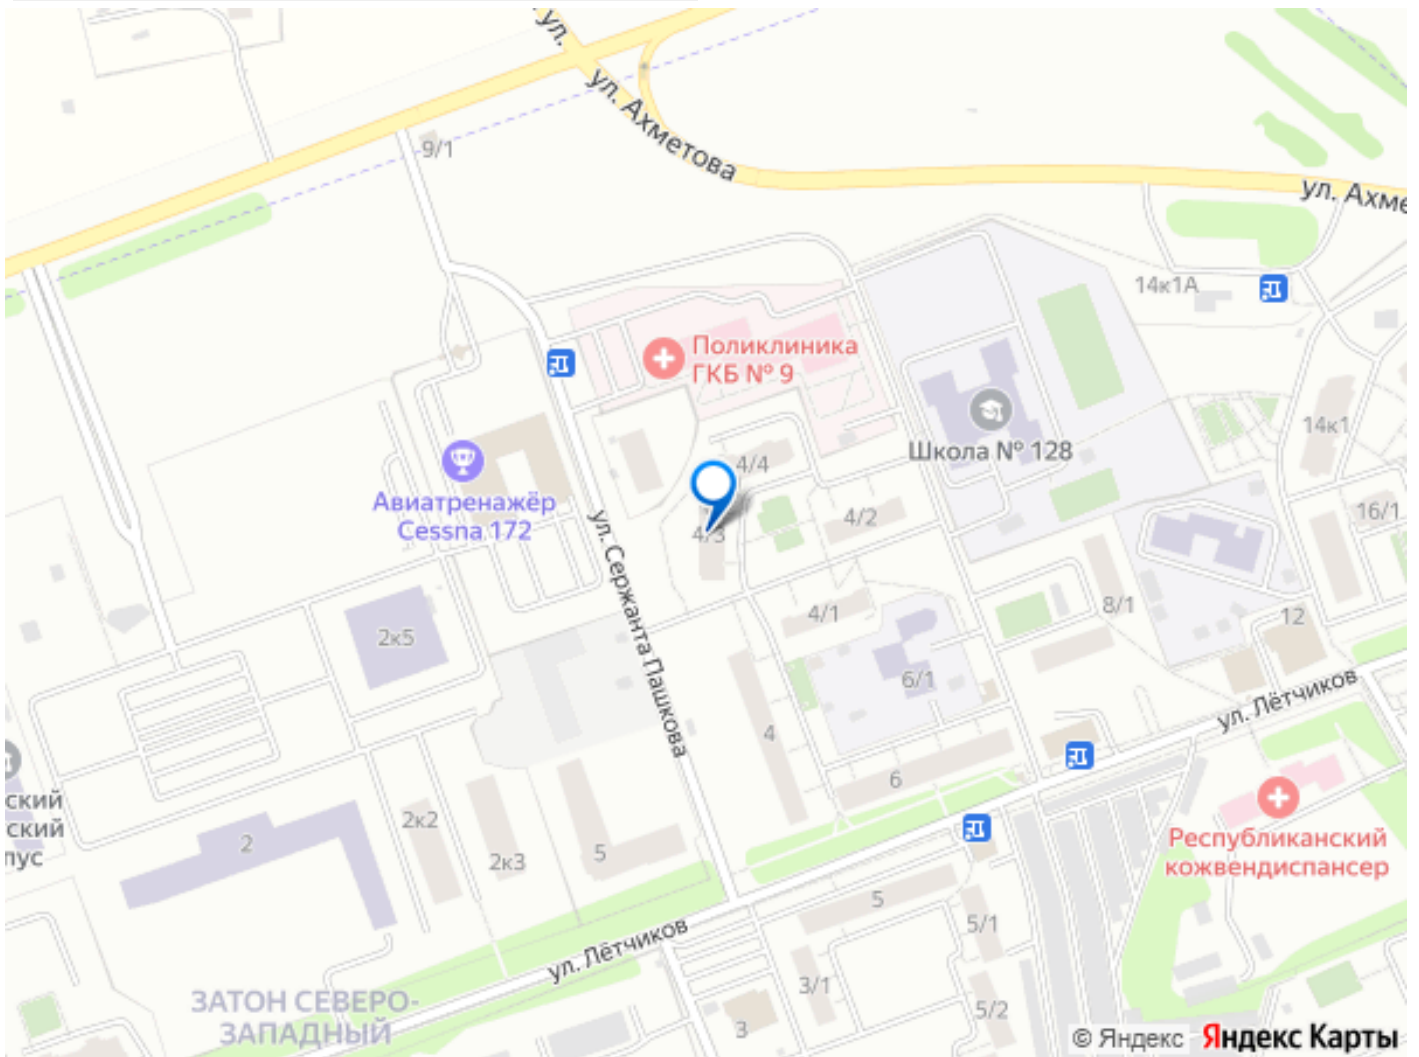 ул.
ул. Ахметова
9/1
ул. Ахме
14к1А
Поликлиника
ГКБ № 9
Школа № 128
14к1
4/4
Авиатренажёр
Cessna 172
4/3
4/2
16/1
ул. Сержанта Пашкова
2к5
4/1
8/1
12
6/1
ул. Лётчиков
4
6
ский
ский
пус
2к2
2
2к3
5
Республиканский
кожвендиспансер
5
5/1
ул. Лётчиков
3/1
5/2
ЗАТОН СЕВЕРО-
ЗАПАДНЫЙ
3
© Яндекс Яндекс Карты